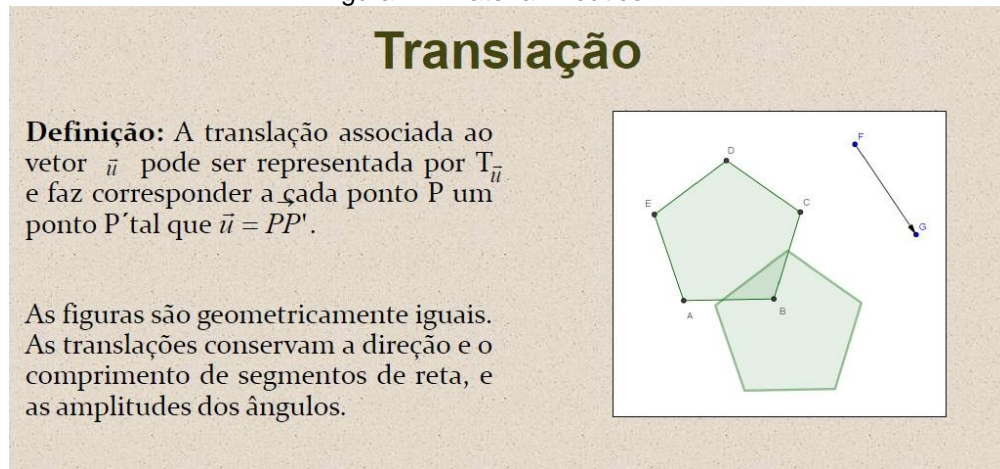 Translação
Definição: A translação associada ao
vetor u⃗ pode ser representada por T_u⃗
e faz corresponder a cada ponto P um
ponto P´tal que u⃗ = PP'.
As figuras são geometricamente iguais.
As translações conservam a direção e o
comprimento de segmentos de reta, e
as amplitudes dos ângulos.
F
D
E
C
G
A
B